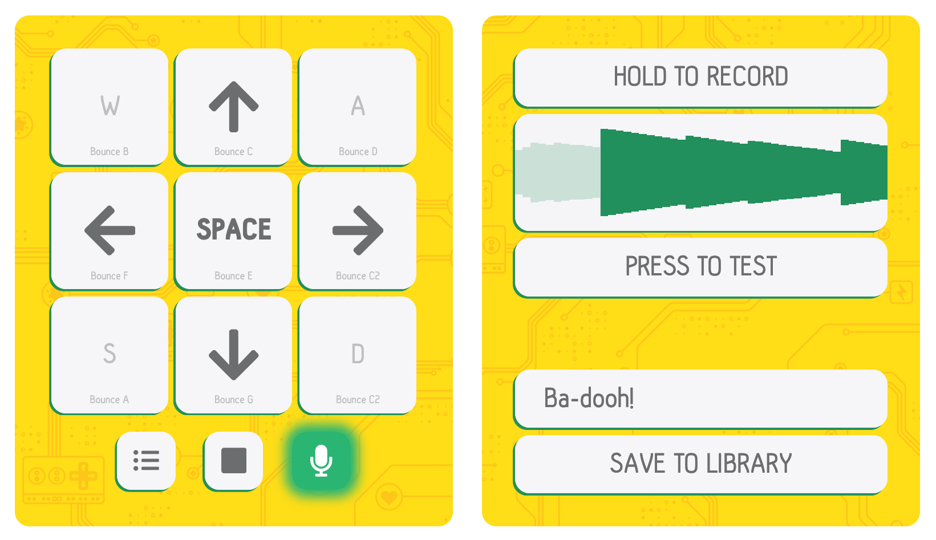 W
A
Bounce B
Bounce C
Bounce D
SPACE
Bounce F
Bounce E
Bounce C2
S
D
Bounce A
Bounce G
Bounce C2
HOLD TO RECORD
PRESS TO TEST
Ba-dooh!
SAVE TO LIBRARY